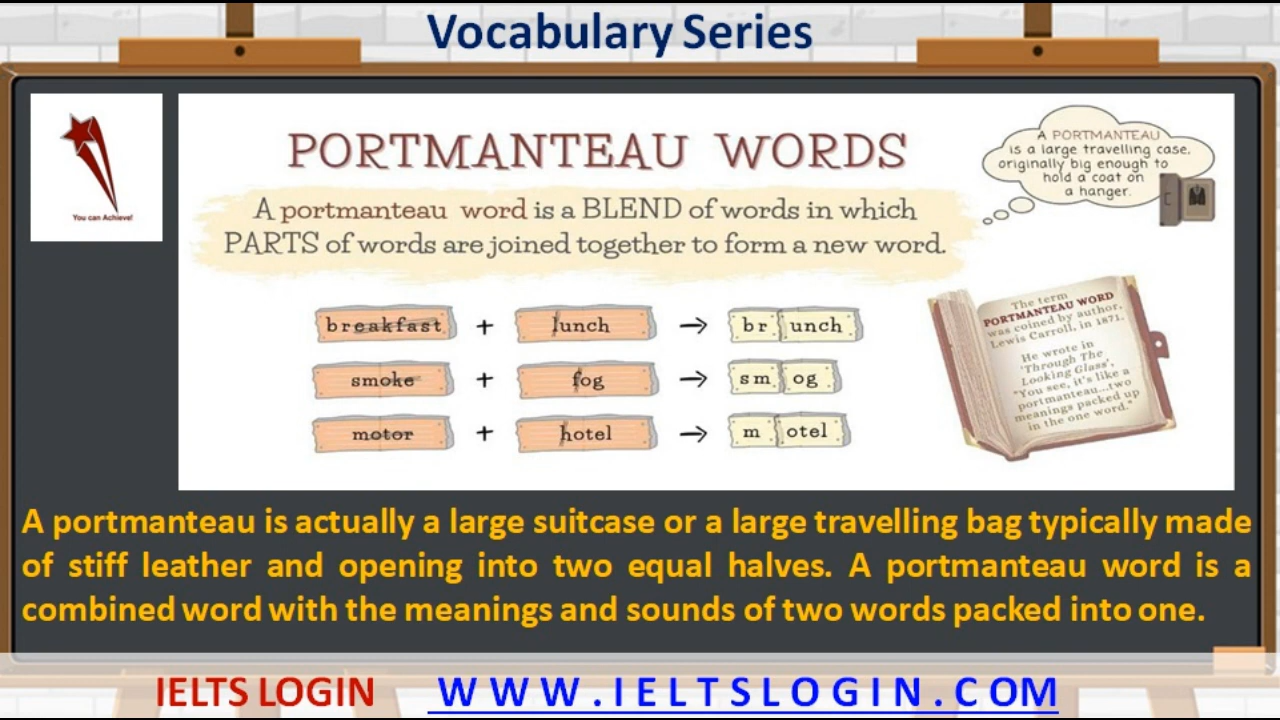 Vocabulary Series
You can Achieve!
PORTMANTEAU WORDS
A portmanteau word is a BLEND of words in which
PARTS of words are joined together to form a new word.
A PORTMANTEAU
is a large travelling case,
originally big enough to
hold a coat on
a hanger.
breakfast + lunch → br unch
smoke + fog → sm og
motor + hotel → m otel
The term
PORTMANTEAU WORD
was coined by author,
Lewis Carroll, in 1871.
He wrote in
'Through The
Looking Glass',
"You see, it's like a
portmanteau...two
meanings packed up
in the one word."
A portmanteau is actually a large suitcase or a large travelling bag typically made
of stiff leather and opening into two equal halves. A portmanteau word is a
combined word with the meanings and sounds of two words packed into one.
IELTS LOGIN WWW.IELTSLOGIN.COM